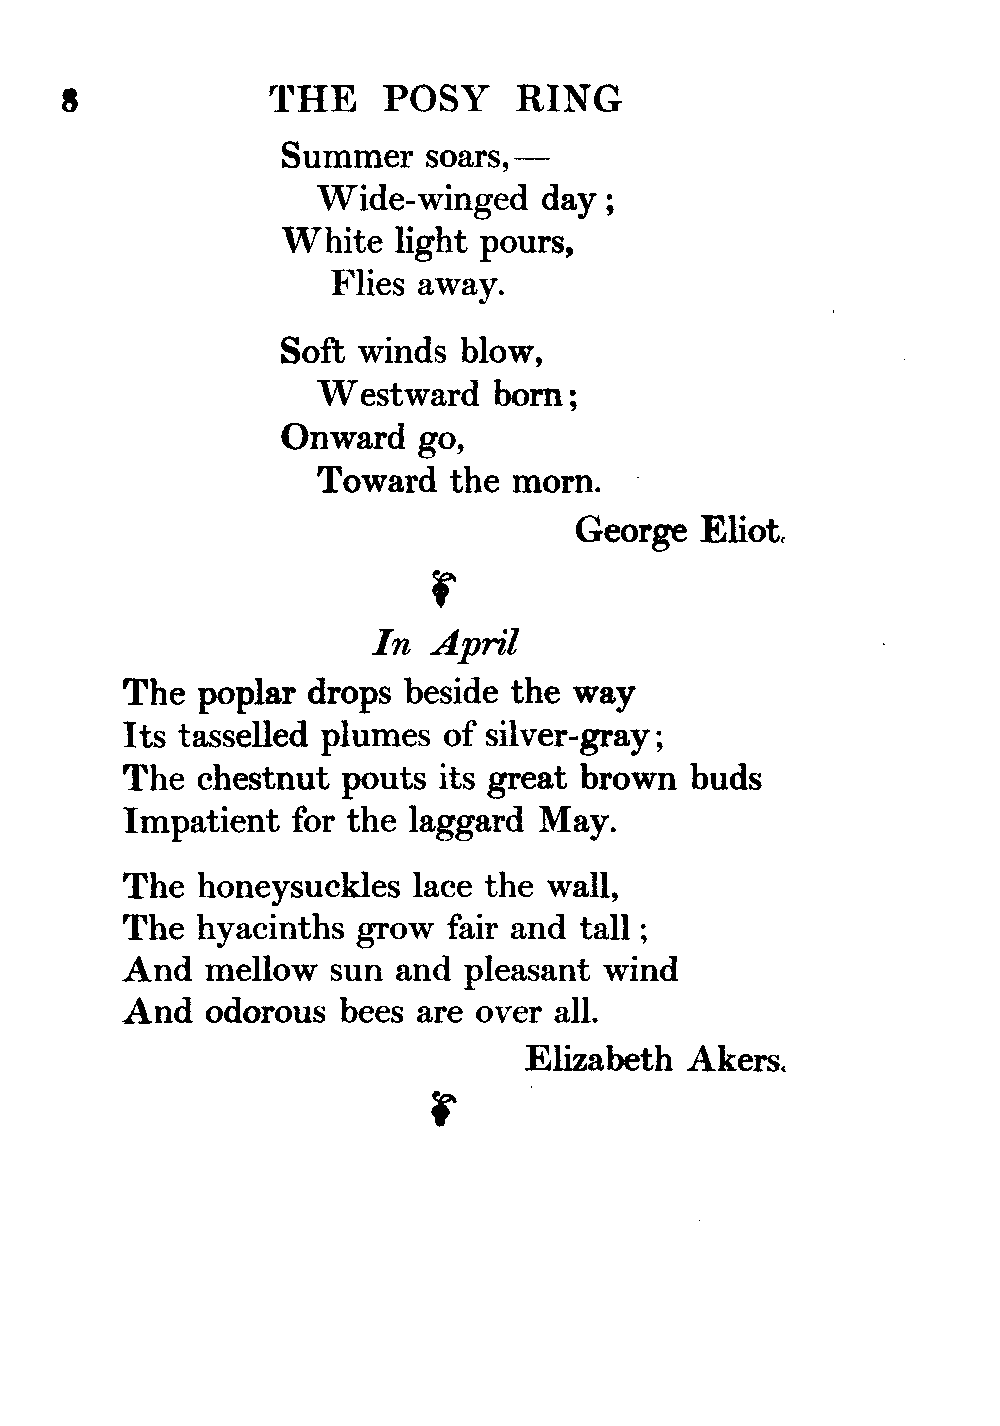 8 THE POSY RING
Summer soars,—
Wide-winged day;
White light pours,
Flies away.
Soft winds blow,
Westward born;
Onward go,
Toward the morn.
George Eliot.
In April
The poplar drops beside the way
Its tasselled plumes of silver-gray;
The chestnut pouts its great brown buds
Impatient for the laggard May.
The honeysuckles lace the wall,
The hyacinths grow fair and tall;
And mellow sun and pleasant wind
And odorous bees are over all.
Elizabeth Akers.